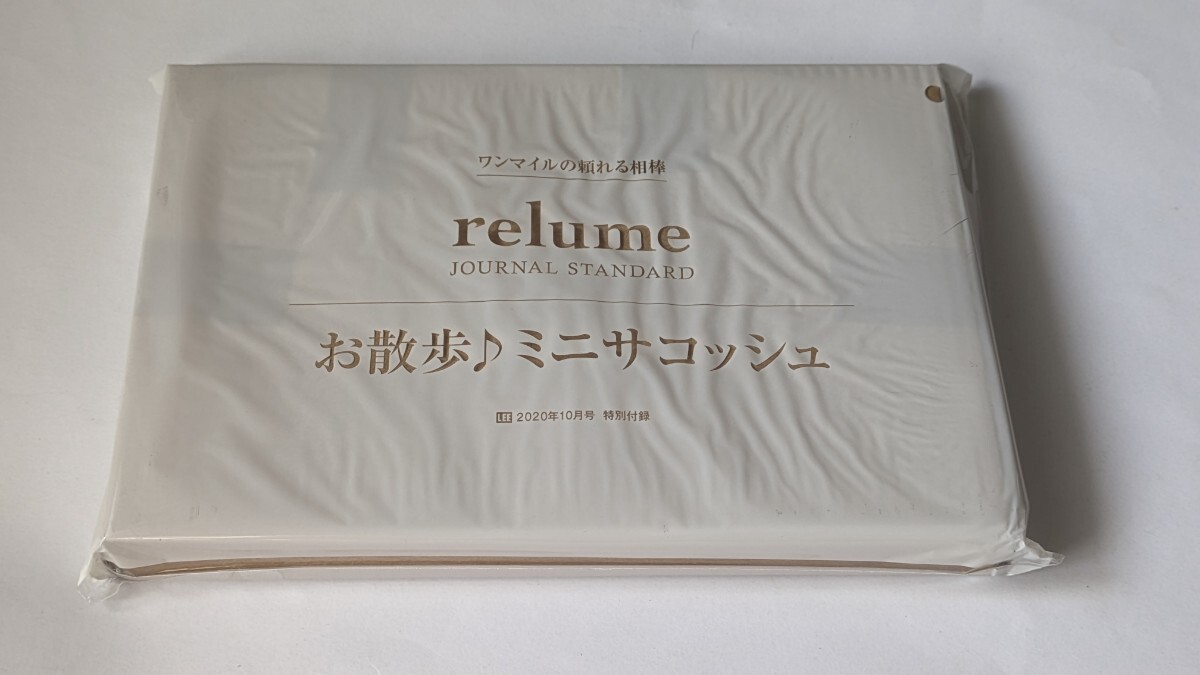 ワンマイルの頼れる相棒
relume
JOURNAL STANDARD
お散歩♪ミニサコッシュ
LEE 2020年10月号 特別付録